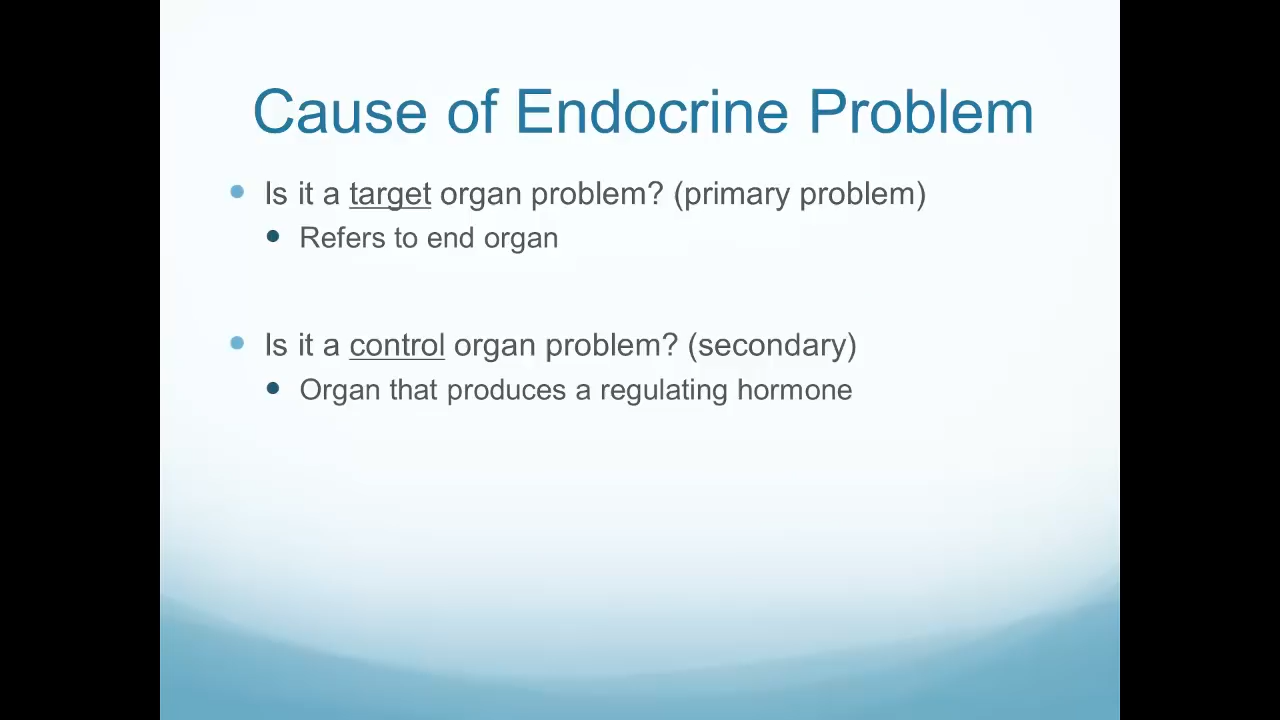 Cause of Endocrine Problem
Is it a target organ problem? (primary problem)
Refers to end organ
Is it a control organ problem? (secondary)
Organ that produces a regulating hormone